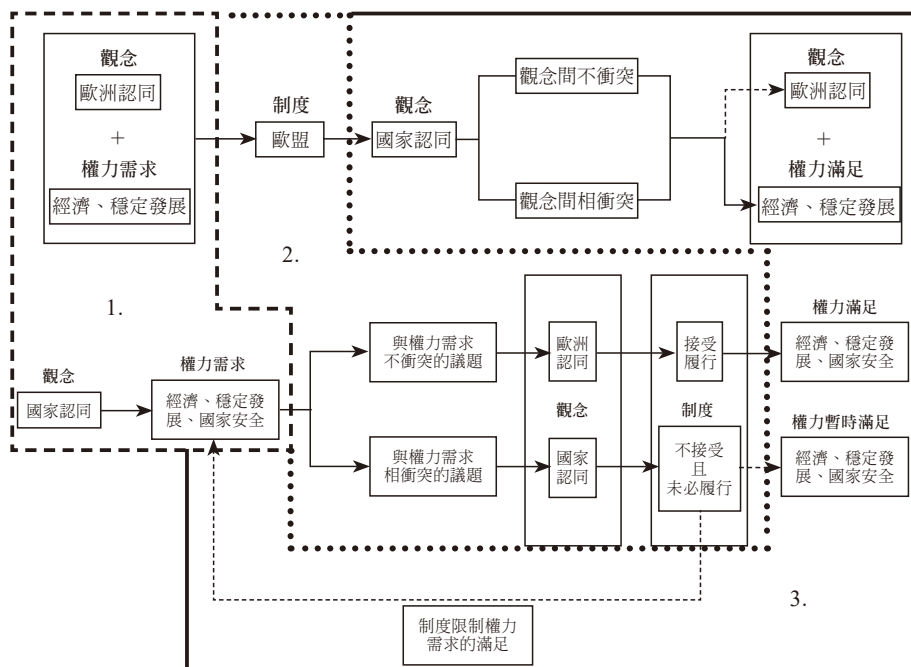 觀念
歐洲認同
+
權力需求
經濟、穩定發展
制度
歐盟
觀念
國家認同
觀念間不衝突
觀念間相衝突
觀念
歐洲認同
+
權力滿足
經濟、穩定發展
1.
2.
觀念
國家認同
權力需求
經濟、穩定發
展、國家安全
與權力需求
不衝突的議題
與權力需求
相衝突的議題
歐洲
認同
觀念
國家
認同
接受
履行
制度
不接受
且
未必履行
權力滿足
經濟、穩定發
展、國家安全
權力暫時滿足
經濟、穩定發
展、國家安全
制度限制權力
需求的滿足
3.